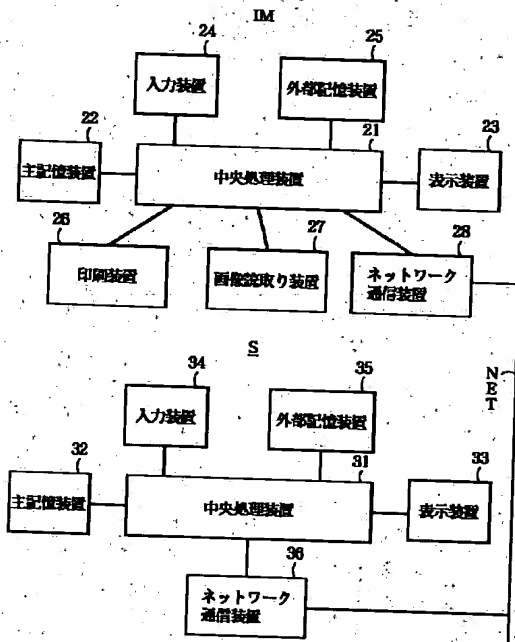 IM
24
25
入力装置
外部記憶装置
22
21
23
主記憶装置
中央処理装置
表示装置
26
27
28
印刷装置
画像読取り装置
ネットワーク
通信装置
S
NET
34
35
入力装置
外部記憶装置
32
31
33
主記憶装置
中央処理装置
表示装置
36
ネットワーク
通信装置